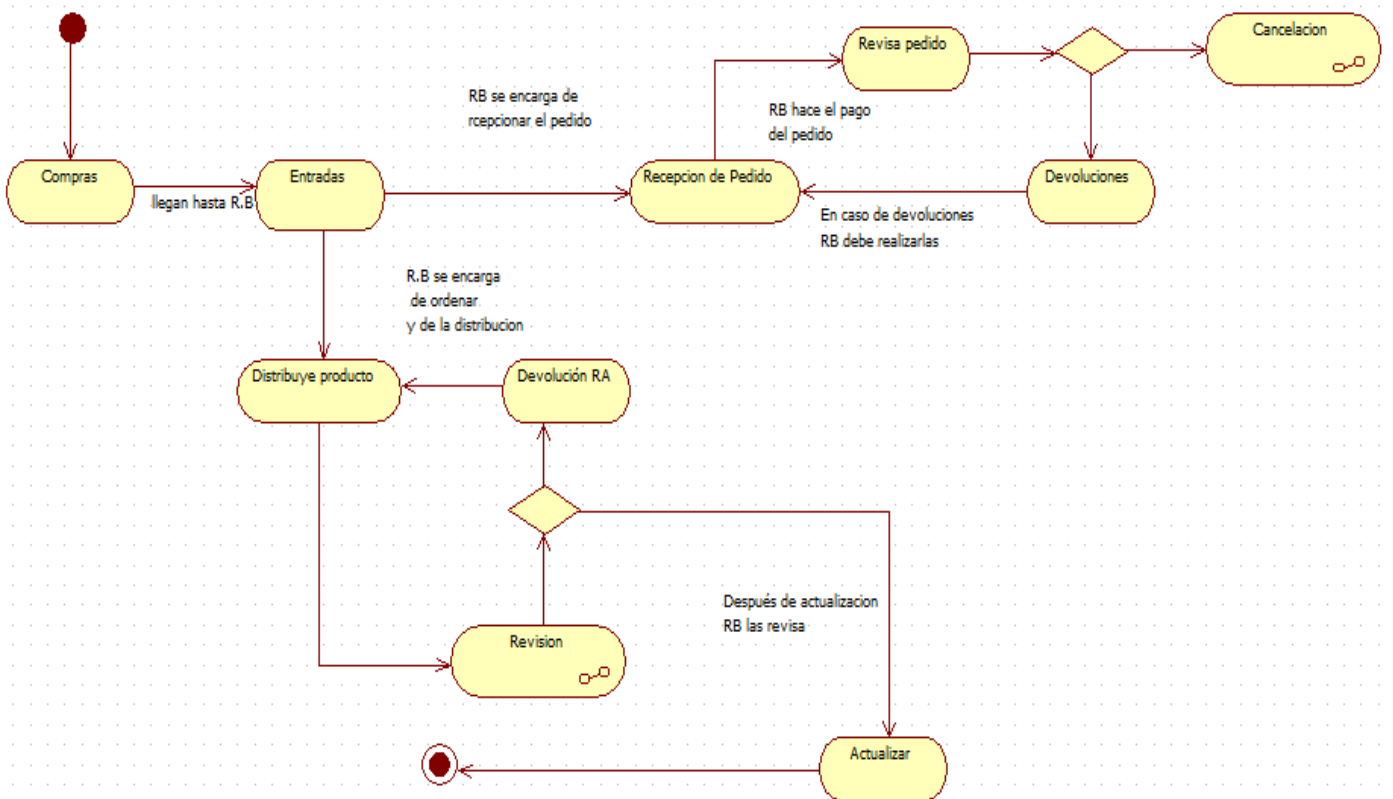 Cancelacion
Revisa pedido
RB se encarga de
rcepcionar el pedido
RB hace el pago
del pedido
Compras
Entradas
Recepcion de Pedido
Devoluciones
llegan hasta R.B
En caso de devoluciones
RB debe realizarlas
R.B se encarga
de ordenar
y de la distribucion
Distribuye producto
Devolución RA
Después de actualizacion
RB las revisa
Revision
Actualizar